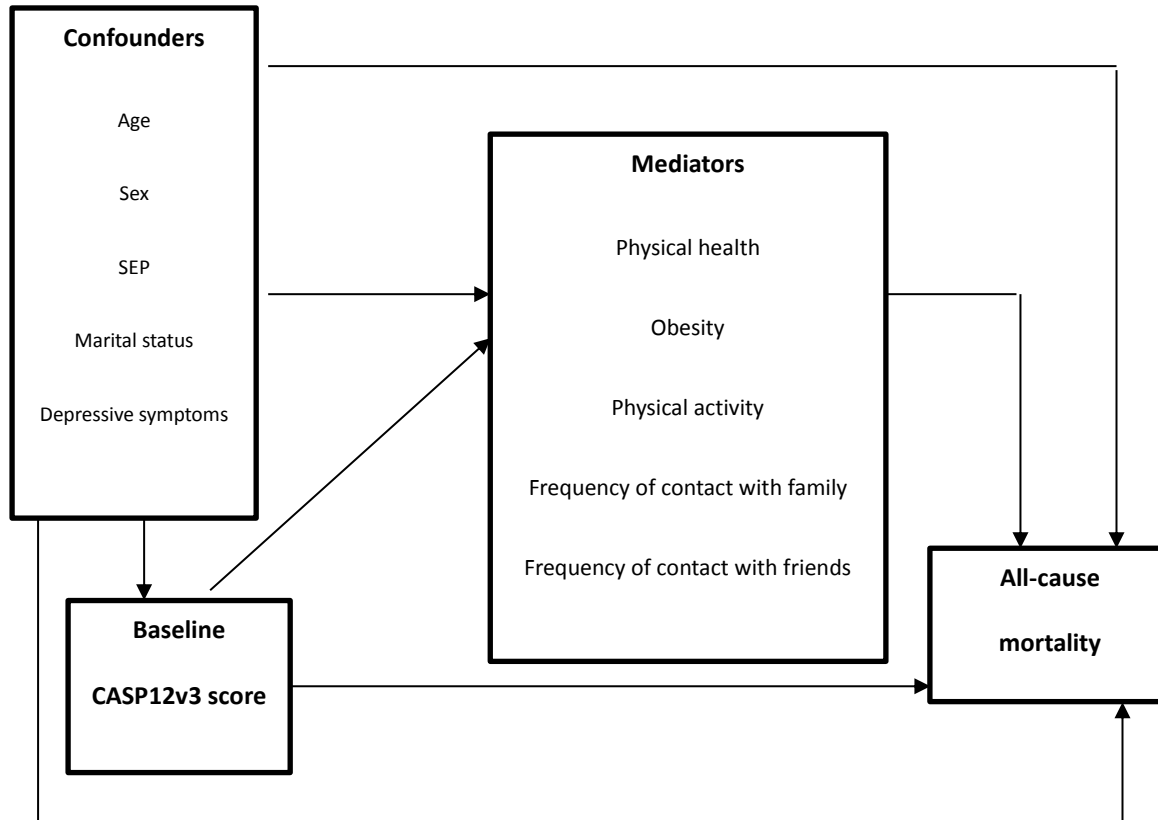 Confounders
Age
Sex
SEP
Marital status
Depressive symptoms
Mediators
Physical health
Obesity
Physical activity
Frequency of contact with family
Frequency of contact with friends
Baseline
CASP12v3 score
All-cause
mortality